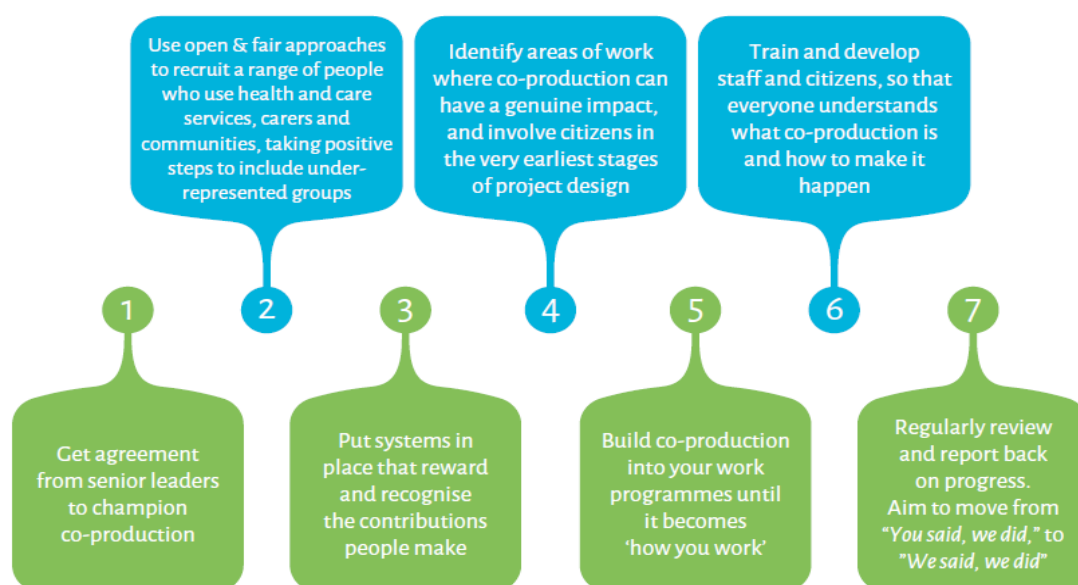 1
Get agreement
from senior leaders
to champion
co-production
2
Use open & fair approaches
to recruit a range of people
who use health and care
services, carers and
communities, taking positive
steps to include under-
represented groups
3
Put systems in
place that reward
and recognise
the contributions
people make
4
Identify areas of work
where co-production can
have a genuine impact,
and involve citizens in
the very earliest stages
of project design
5
Build co-production
into your work
programmes until
it becomes
‘how you work’
6
Train and develop
staff and citizens, so that
everyone understands
what co-production is
and how to make it
happen
7
Regularly review
and report back
on progress.
Aim to move from
“You said, we did,” to
”We said, we did”